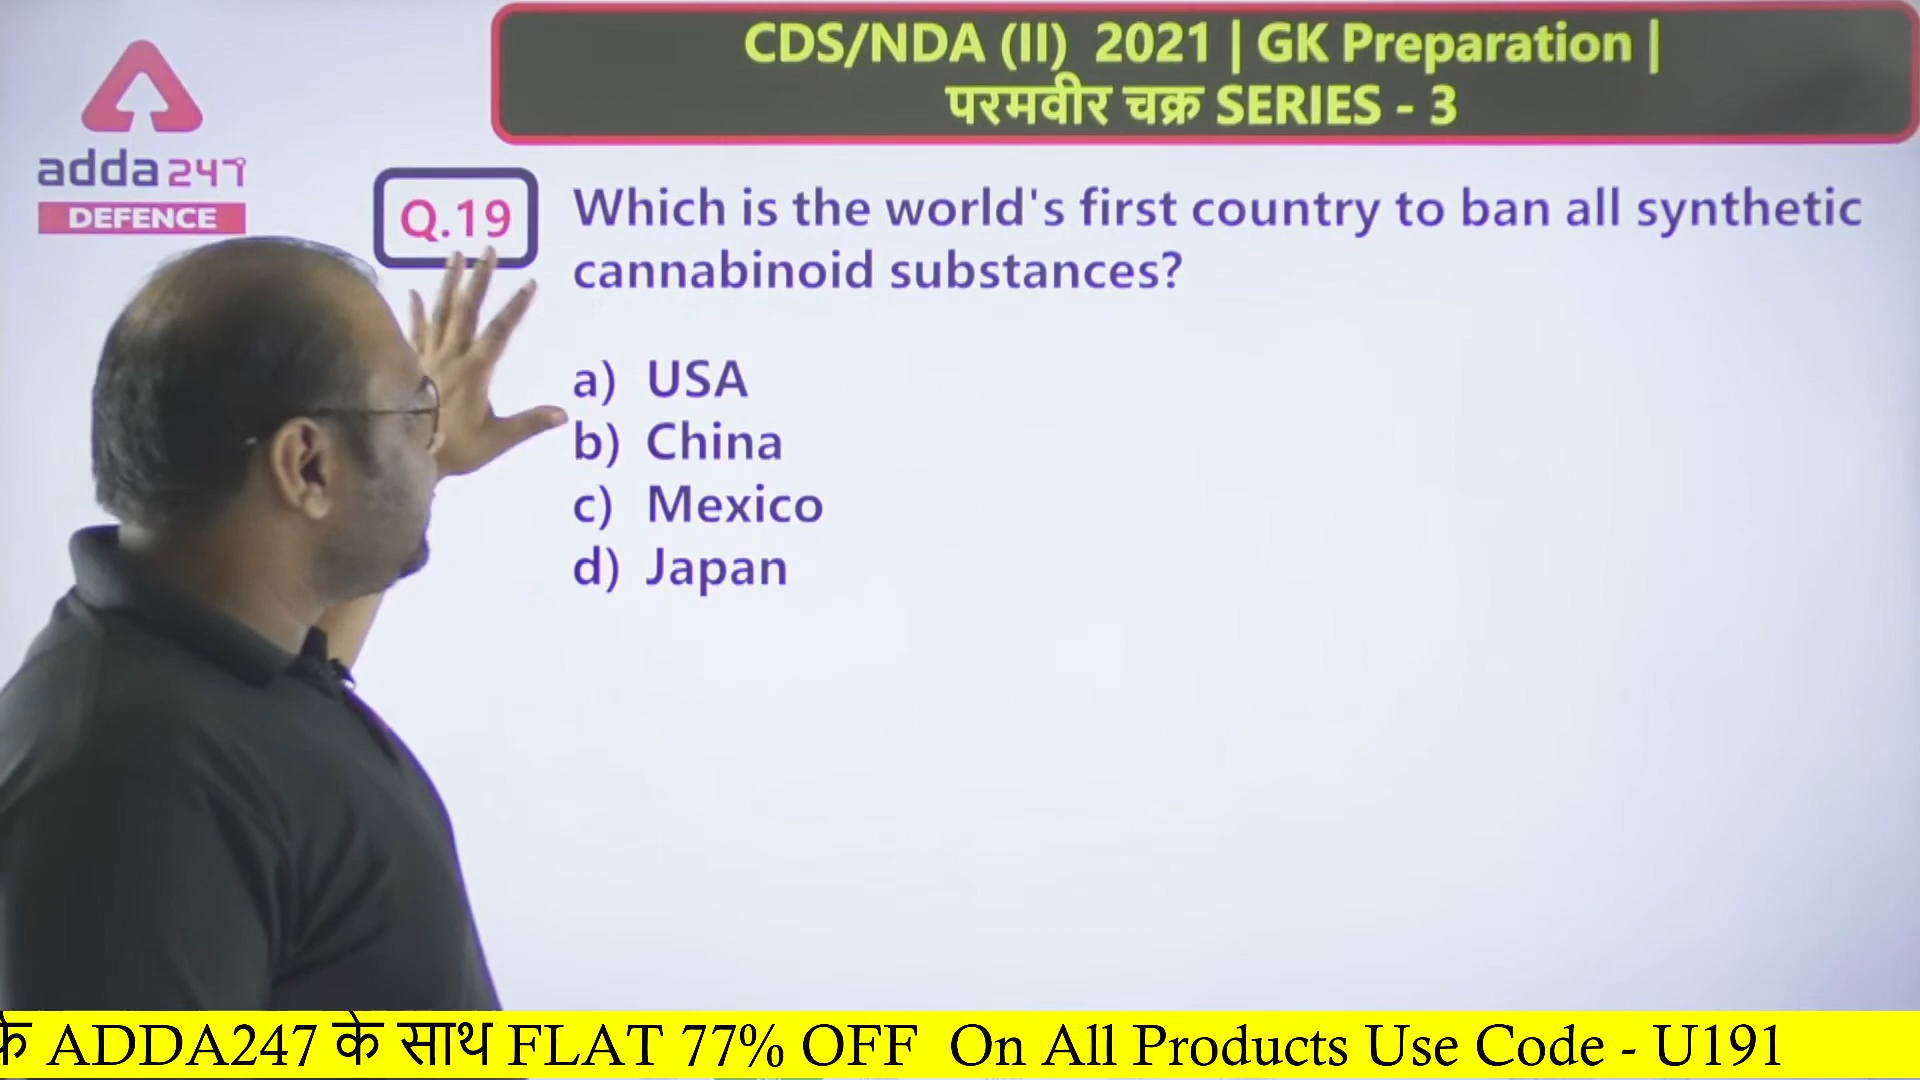 CDS/NDA (II) 2021 | GK Preparation |
परमवीर चक्र SERIES - 3
adda247
DEFENCE
Q.19
Which is the world's first country to ban all synthetic
cannabinoid substances?
a) USA
b) China
c) Mexico
d) Japan
के ADDA247 के साथ FLAT 77% OFF On All Products Use Code - U191